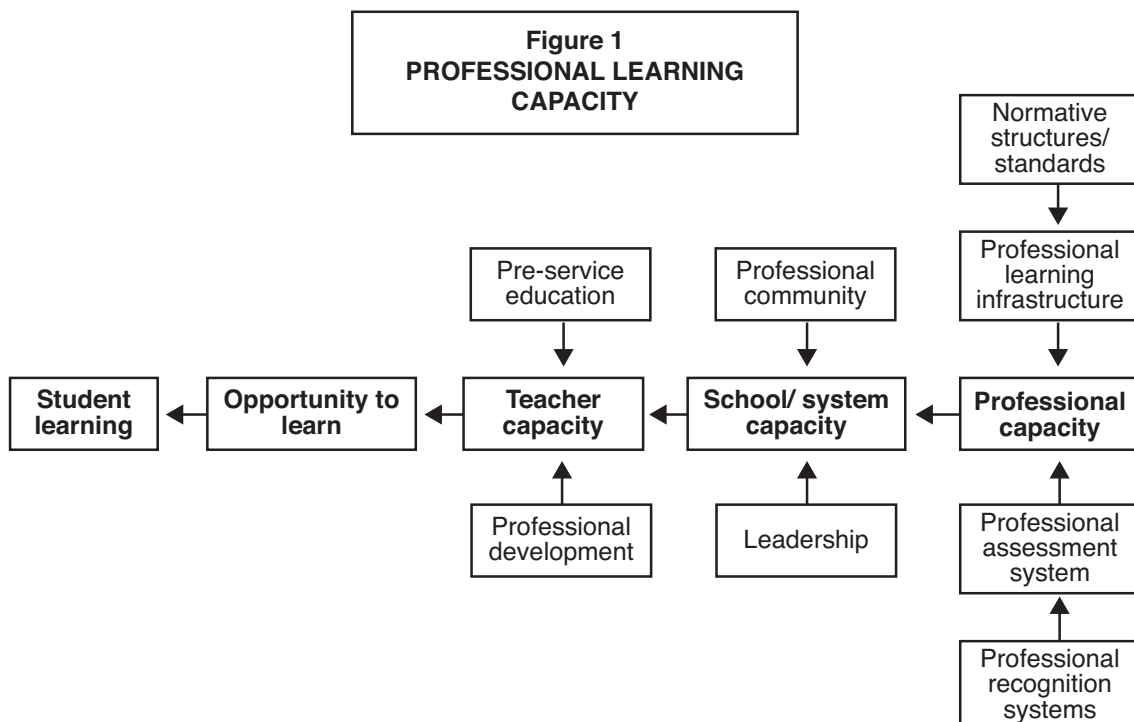 Figure 1
PROFESSIONAL LEARNING
CAPACITY
Normative
structures/
standards
Pre-service
education
Professional
community
Professional
learning
infrastructure
Student
learning
Opportunity to
learn
Teacher
capacity
School/ system
capacity
Professional
capacity
Professional
development
Leadership
Professional
assessment
system
Professional
recognition
systems